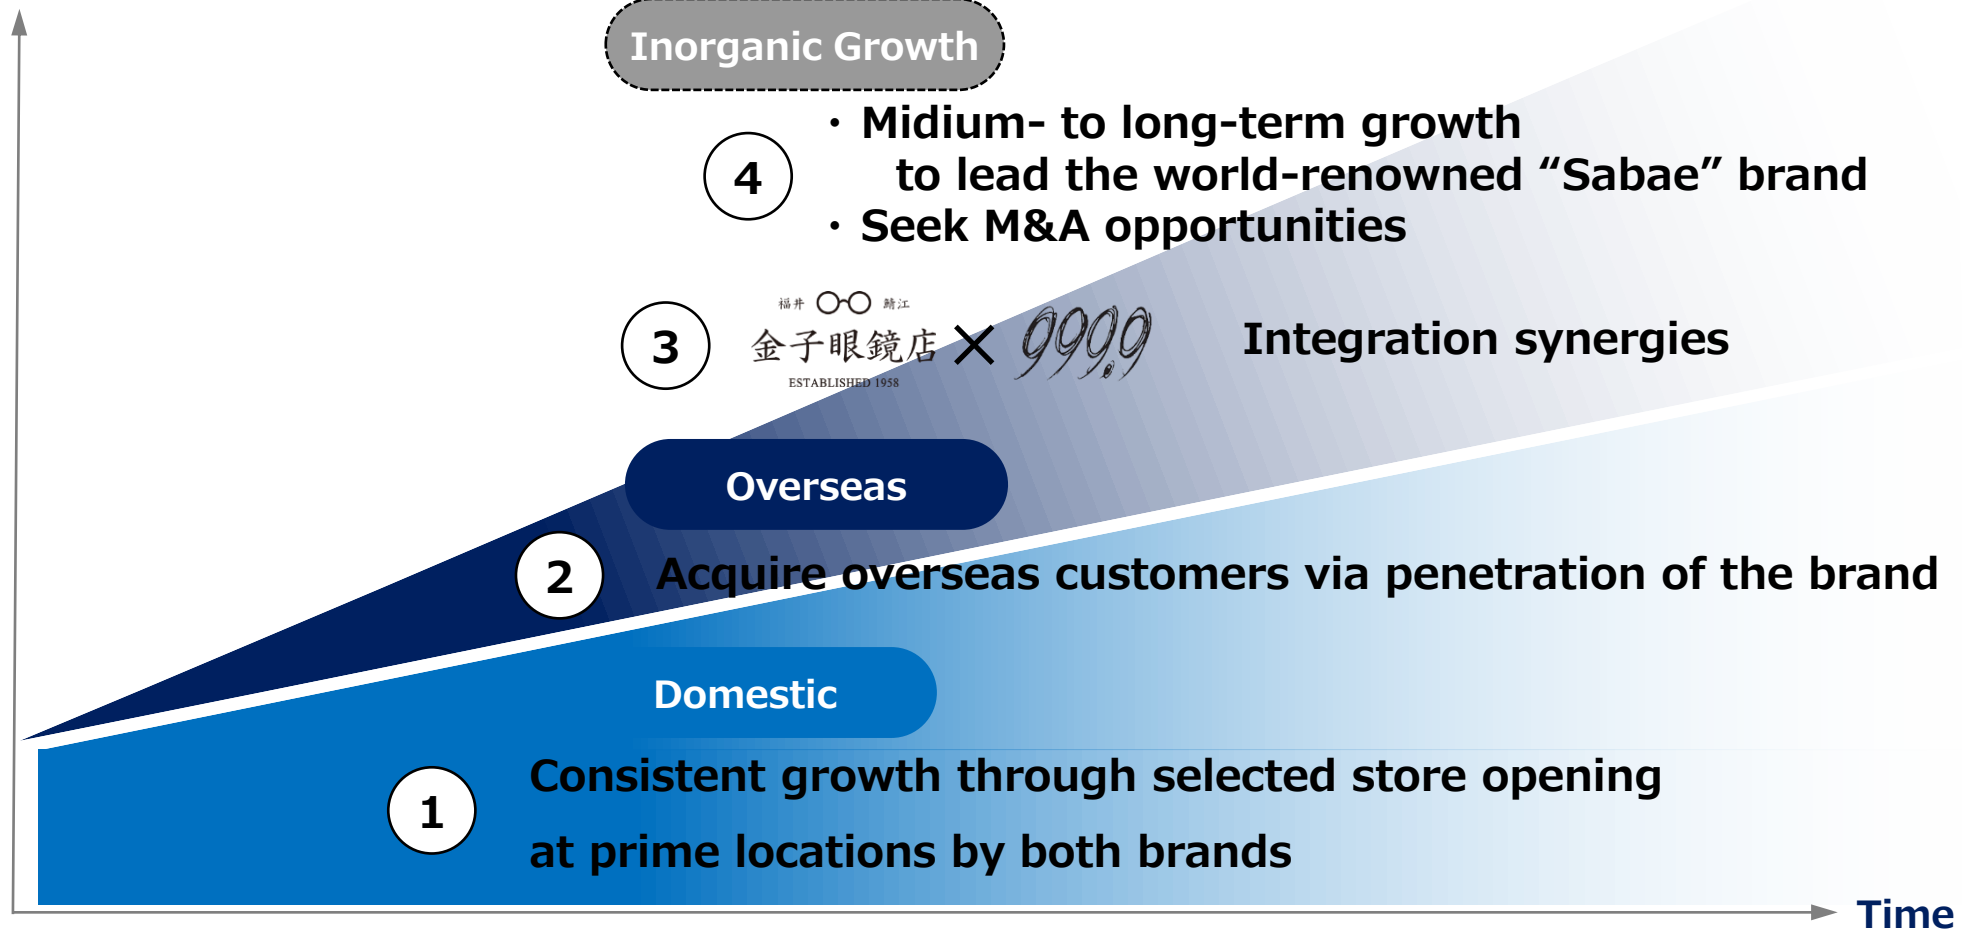 Inorganic Growth
4
・Midium- to long-term growth
to lead the world-renowned “Sabae” brand
・Seek M&A opportunities
3
福井 鯖江
金子眼鏡店
ESTABLISHED 1958
×
999.9
Integration synergies
Overseas
2
Acquire overseas customers via penetration of the brand
Domestic
1
Consistent growth through selected store opening
at prime locations by both brands
Time